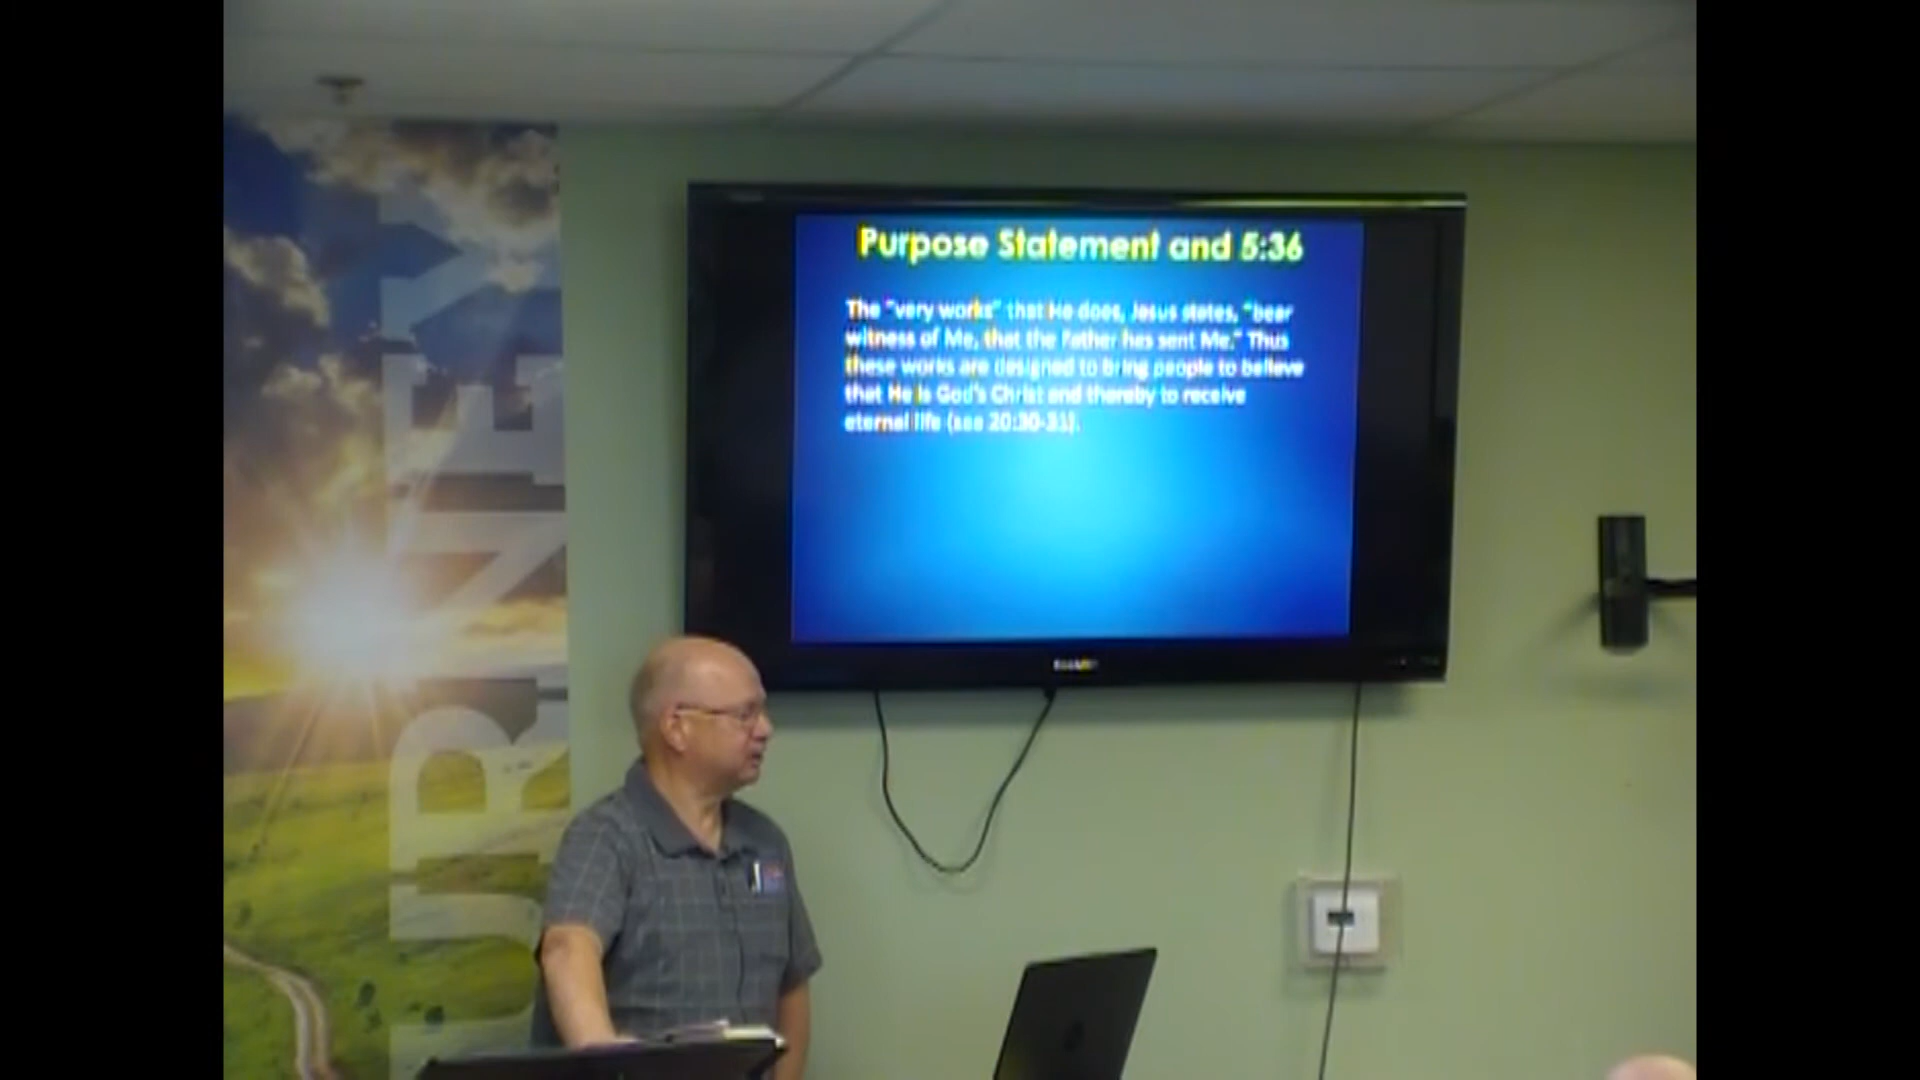 Purpose Statement and 5:36
The "very works" that He does, Jesus states, "bear
witness of Me, that the Father has sent Me." Thus
these works are designed to bring people to believe
that He is God's Christ and thereby to receive
eternal life (see 20:30-31).
SHARP
URNEY